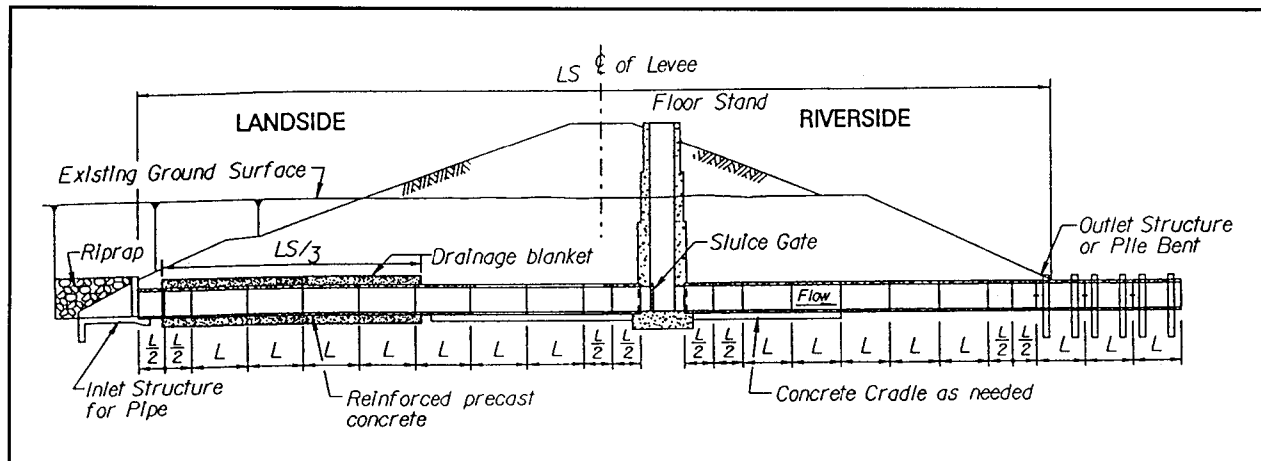 LS ℄ of Levee
Floor Stand
LANDSIDE
RIVERSIDE
Existing Ground Surface
Riprap
LS/3
Drainage blanket
Sluice Gate
Outlet Structure
or Pile Bent
Flow
L/2 L/2 L L L L L L L L/2 L/2 L/2 L/2 L L L L L/2 L/2 L L L
Inlet Structure
for Pipe
Reinforced precast
concrete
Concrete Cradle as needed